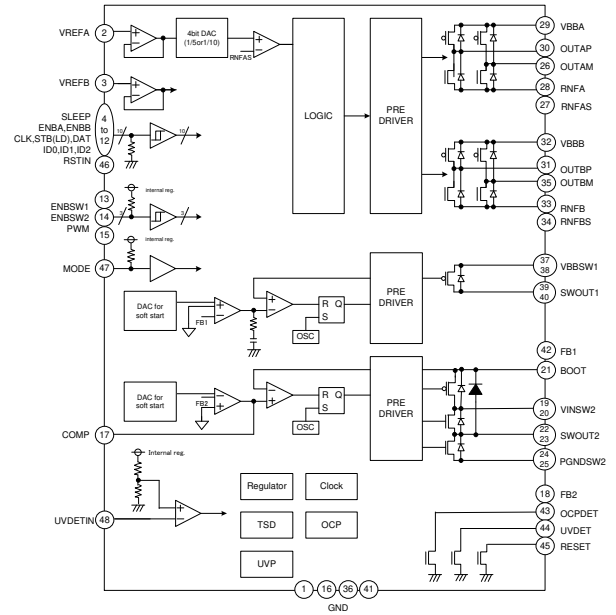 VREFA 2
4bit DAC
(1/5or1/10)
+
−
RNFAS
VREFB 3
SLEEP
ENBA,ENBB
CLK,STB(LD),DAT
ID0,ID1,ID2
RSTIN
4
to
12
46
10
10
ENBSW1 13
ENBSW2 14
PWM 15
internal reg.
3
3
MODE 47
internal reg.
LOGIC
PRE
DRIVER
29 VBBA
30 OUTAP
26 OUTAM
28 RNFA
27 RNFAS
32 VBBB
31 OUTBP
35 OUTBM
33 RNFB
34 RNFBS
DAC for
soft start
FB1
R Q
S
OSC
PRE
DRIVER
37
38
VBBSW1
39
40
SWOUT1
42 FB1
DAC for
soft start
FB2
R Q
S
OSC
PRE
DRIVER
21 BOOT
19
20
VINSW2
22
23
SWOUT2
24
25
PGNDSW2
COMP 17
Internal reg.
UVDETIN 48
Regulator
Clock
TSD
OCP
UVP
18 FB2
43 OCPDET
44 UVDET
45 RESET
1 16 36 41
GND